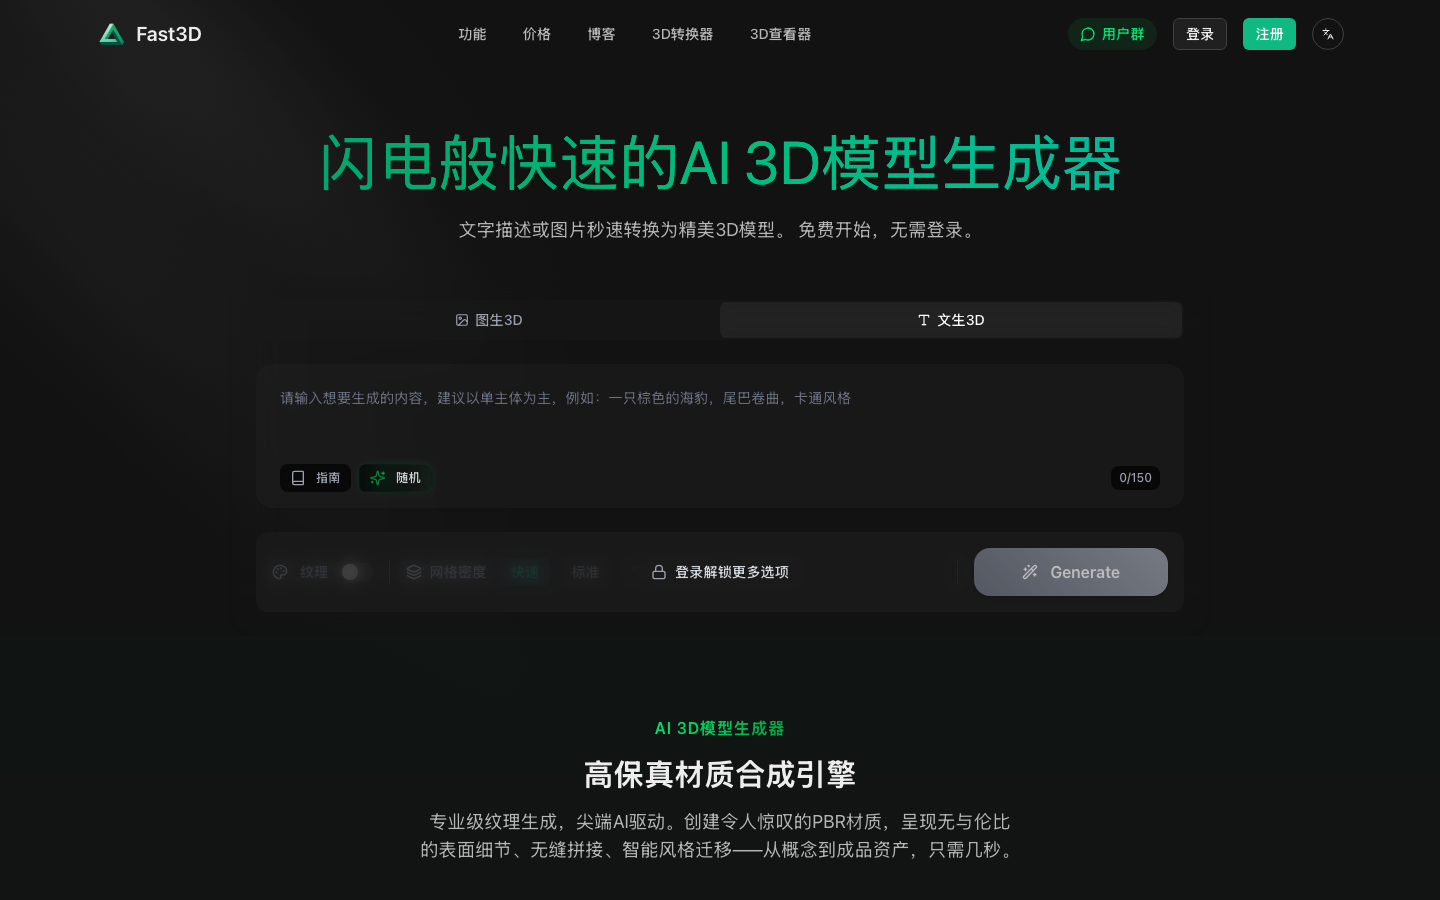 Fast3D
功能
价格
博客
3D转换器
3D查看器
用户群
登录
注册
闪电般快速的AI 3D模型生成器
文字描述或图片秒速转换为精美3D模型。 免费开始，无需登录。
图生3D
文生3D
请输入想要生成的内容，建议以单主体为主，例如：一只棕色的海豹，尾巴卷曲，卡通风格
指南
随机
0/150
纹理
网格密度
快速
标准
登录解锁更多选项
Generate
AI 3D模型生成器
高保真材质合成引擎
专业级纹理生成，尖端AI驱动。创建令人惊叹的PBR材质，呈现无与伦比
的表面细节、无缝拼接、智能风格迁移——从概念到成品资产，只需几秒。